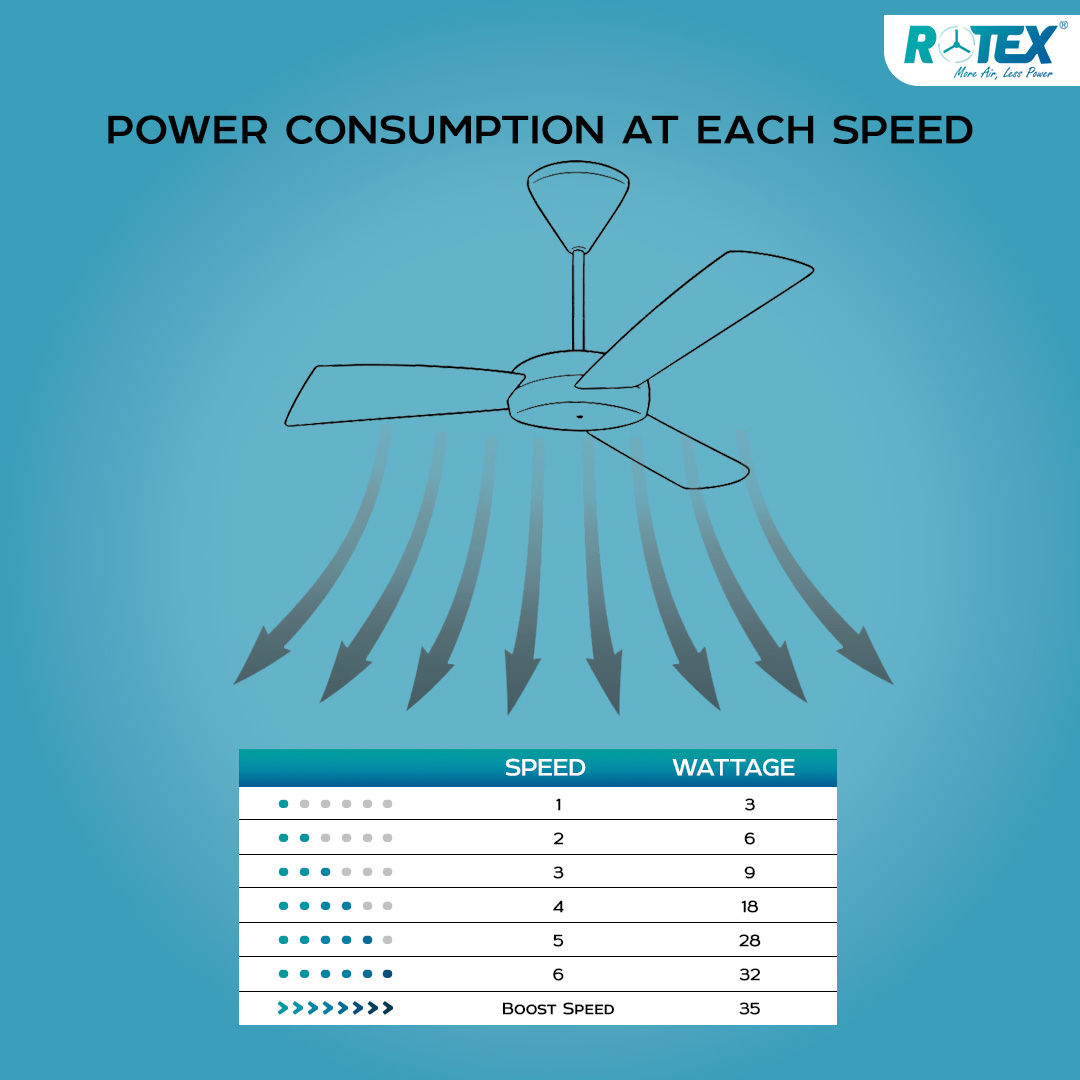 ROTEX®
More Air, Less Power
POWER CONSUMPTION AT EACH SPEED
SPEED WATTAGE
1 3
2 6
3 9
4 18
5 28
6 32
BOOST SPEED 35